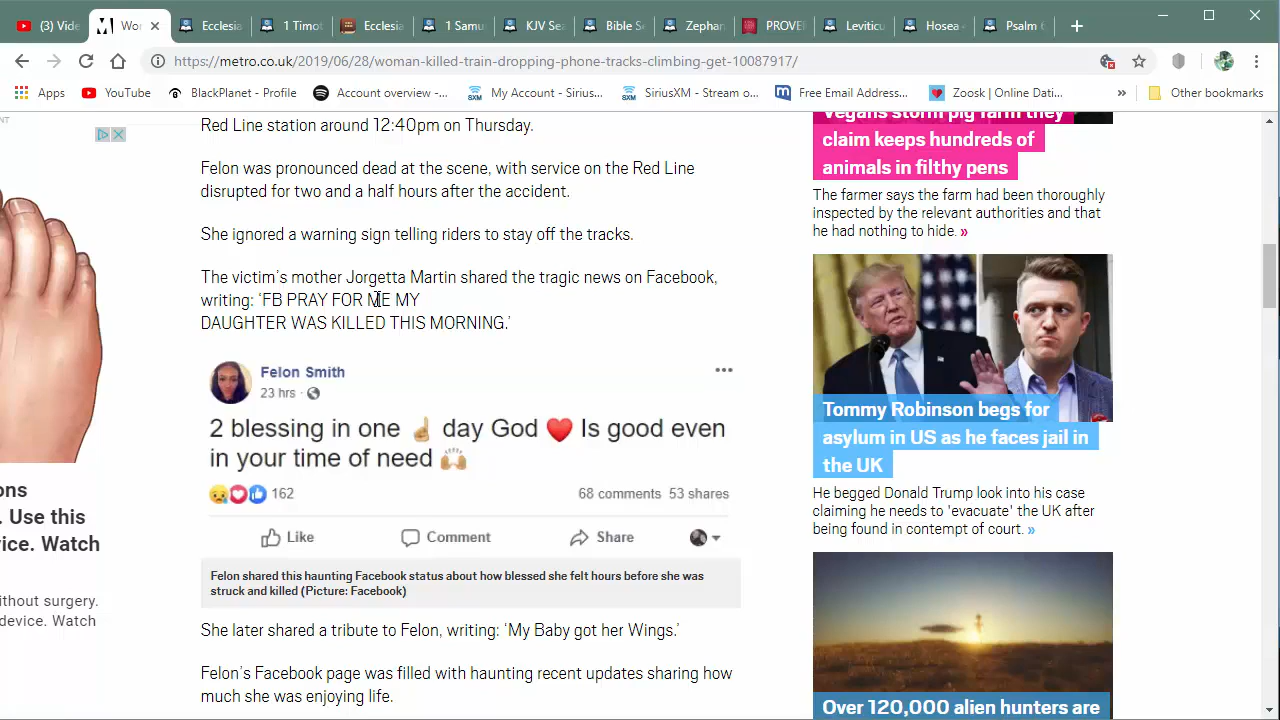 (3) Vide
Wor
Ecclesia
1 Timot
Ecclesia
1 Samu
KJV Sea
Bible Se
Zephan
PROVER
Leviticu
Hosea
Psalm
https://metro.co.uk/2019/06/28/woman-killed-train-dropping-phone-tracks-climbing-get-10087917/
Apps
YouTube
BlackPlanet - Profile
Account overview -...
My Account - Sirius...
SiriusXM - Stream o...
Free Email Address...
Zoosk | Online Dati...
»
Other bookmarks
Red Line Station around 12:40pm on Thursday.
Felon was pronounced dead at the scene, with service on the Red Line
disrupted for two and a half hours after the accident.
She ignored a warning sign telling riders to stay off the tracks.
The victim's mother Jorgetta Martin shared the tragic news on Facebook,
writing: 'FB PRAY FOR ME MY
DAUGHTER WAS KILLED THIS MORNING.'
Felon Smith
23 hrs ·
2 blessing in one ☝ day God ❤ Is good even
in your time of need 🙌
162
68 comments 53 shares
Like
Comment
Share
Felon shared this haunting Facebook status about how blessed she felt hours before she was
struck and killed (Picture: Facebook)
She later shared a tribute to Felon, writing: 'My Baby got her Wings.'
Felon's Facebook page was filled with haunting recent updates sharing how
much she was enjoying life.
ons
. Use this
vice. Watch
ithout surgery.
device. Watch
Vegans storm pig farm they
claim keeps hundreds of
animals in filthy pens
The farmer says the farm had been thoroughly
inspected by the relevant authorities and that
he had nothing to hide. »
Tommy Robinson begs for
asylum in US as he faces jail in
the UK
He begged Donald Trump look into his case
claiming he needs to 'evacuate' the UK after
being found in contempt of court. »
Over 120,000 alien hunters are